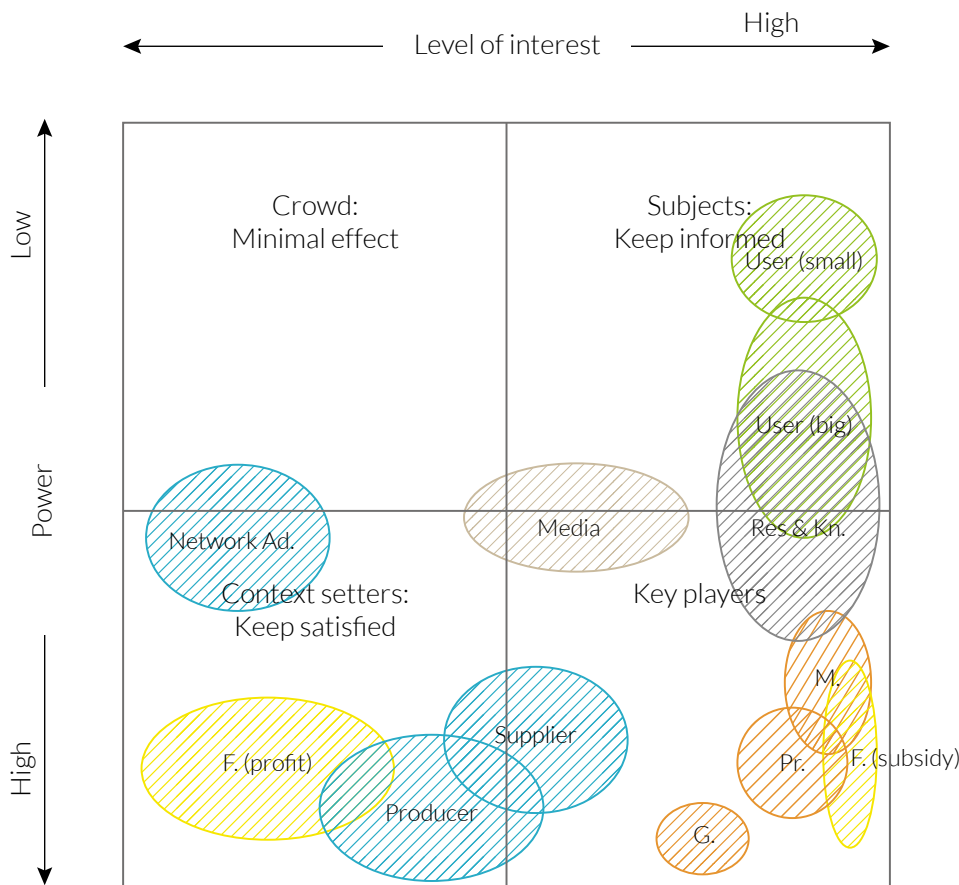 High
Level of interest
Low
Power
High
Crowd:
Minimal effect
Subjects:
Keep informed
User (small)
User (big)
Network Ad.
Media
Res & Kn.
Context setters:
Keep satisfied
Key players
M.
Supplier
F. (profit)
Pr.
F. (subsidy)
Producer
G.